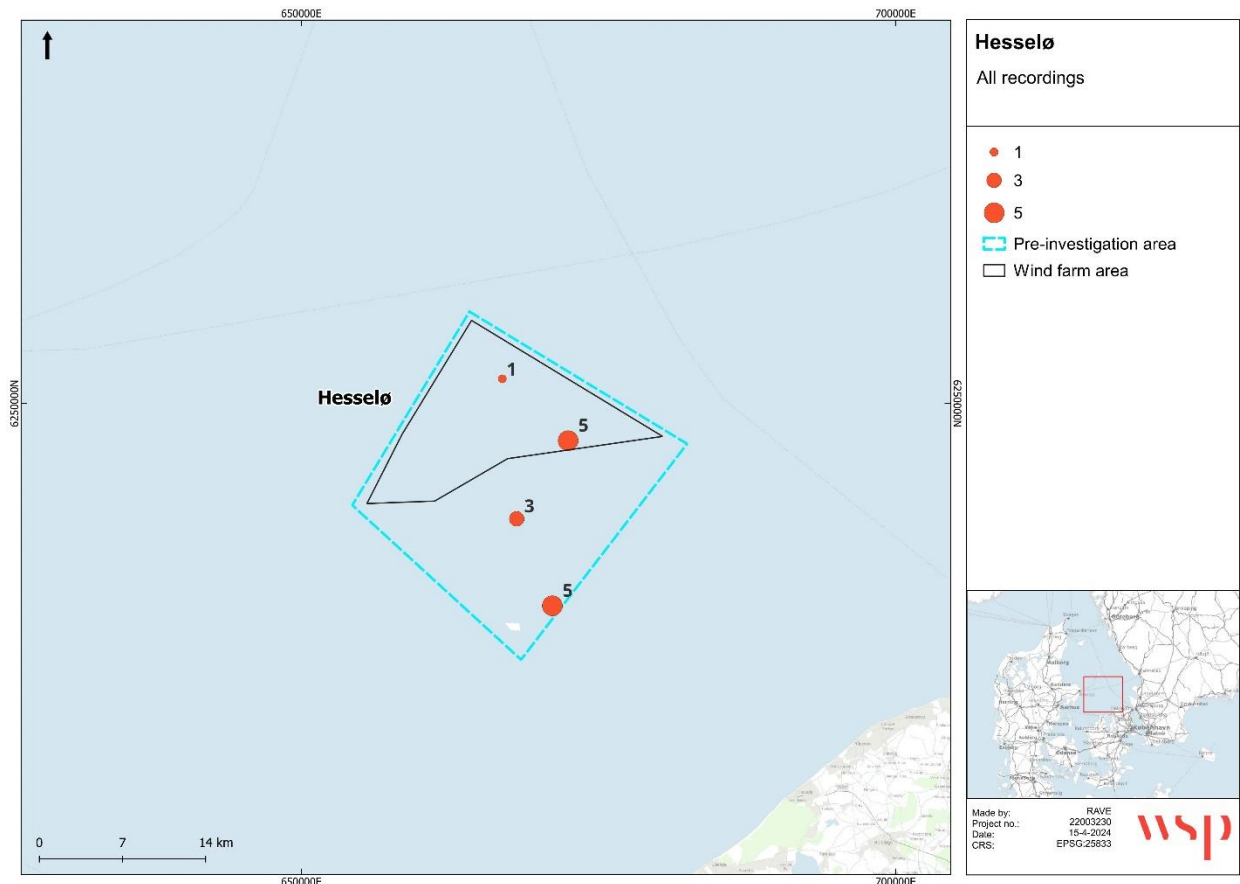 650000E
700000E
6250000N
6250000N
Hesselø
1
5
3
5
0 7 14 km
650000E
700000E
Hesselø
All recordings
1
3
5
Pre-investigation area
Wind farm area
Made by: RAVE
Project no.: 22003230
Date: 15-4-2024
CRS: EPSG:25833
wsp